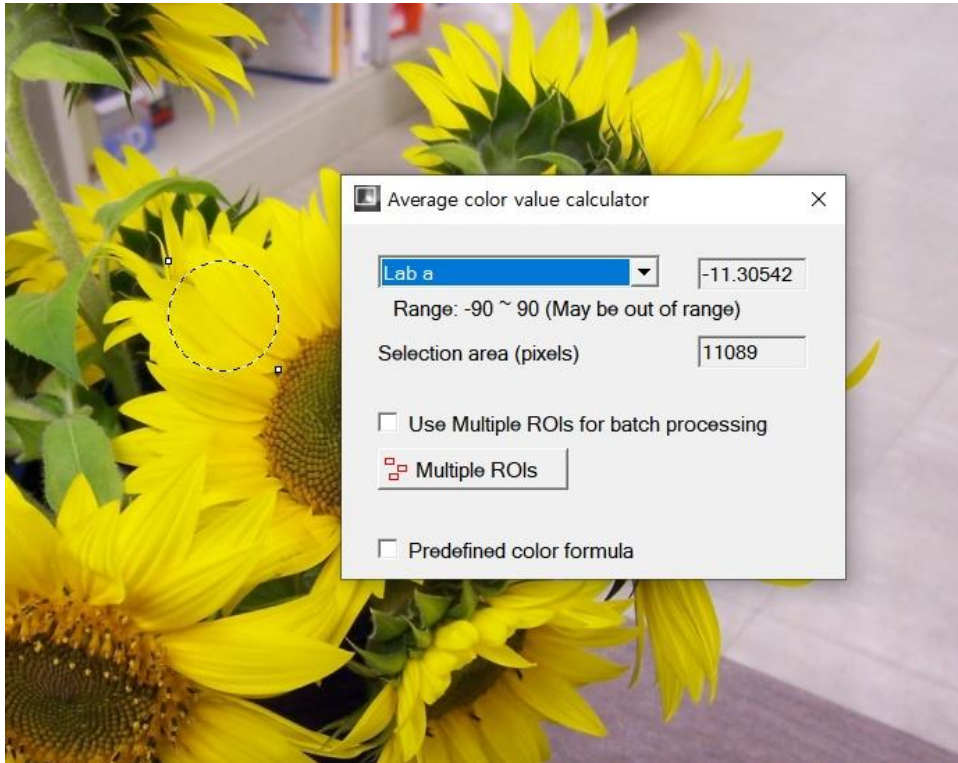 Average color value calculator
Lab a
-11.30542
Range: -90 ~ 90 (May be out of range)
Selection area (pixels)
11089
Use Multiple ROIs for batch processing
Multiple ROIs
Predefined color formula